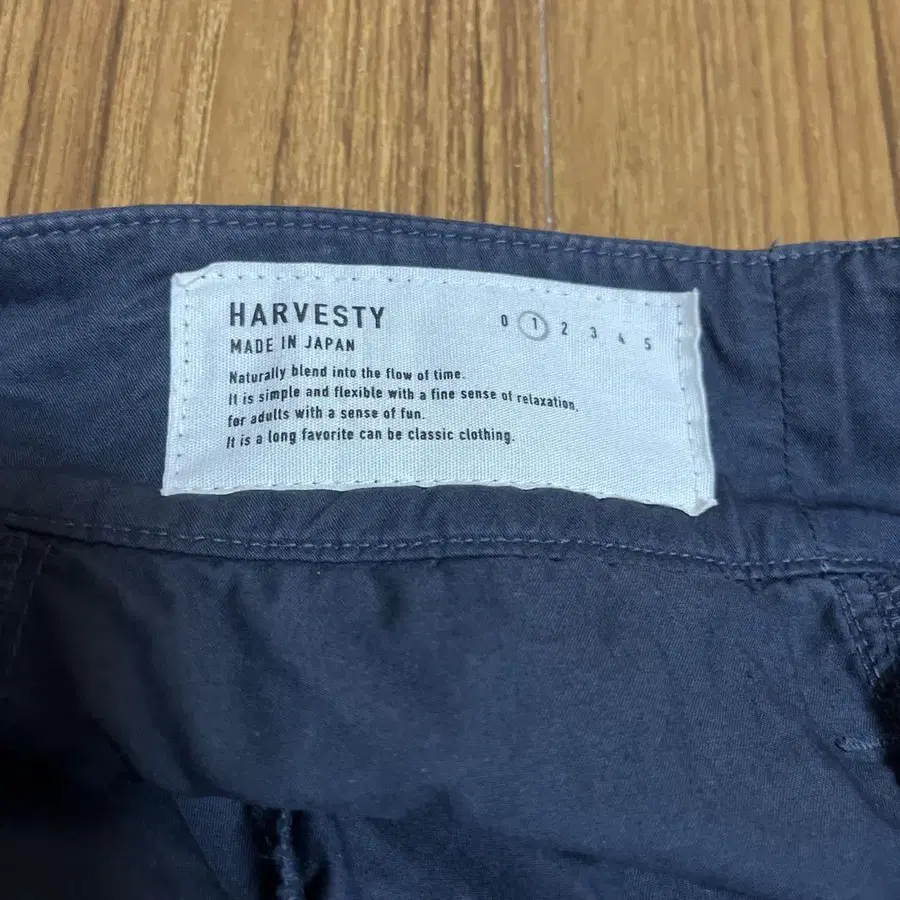 HARVESTY
0 1 2 3 4 5
MADE IN JAPAN
Naturally blend into the flow of time.
It is simple and flexible with a fine sense of relaxation,
for adults with a sense of fun.
It is a long favorite can be classic clothing.